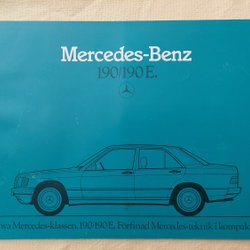 Mercedes-Benz
190/190 E.
Mercedes-klassen. 190/190 E. Förfinad Mercedes-teknik i